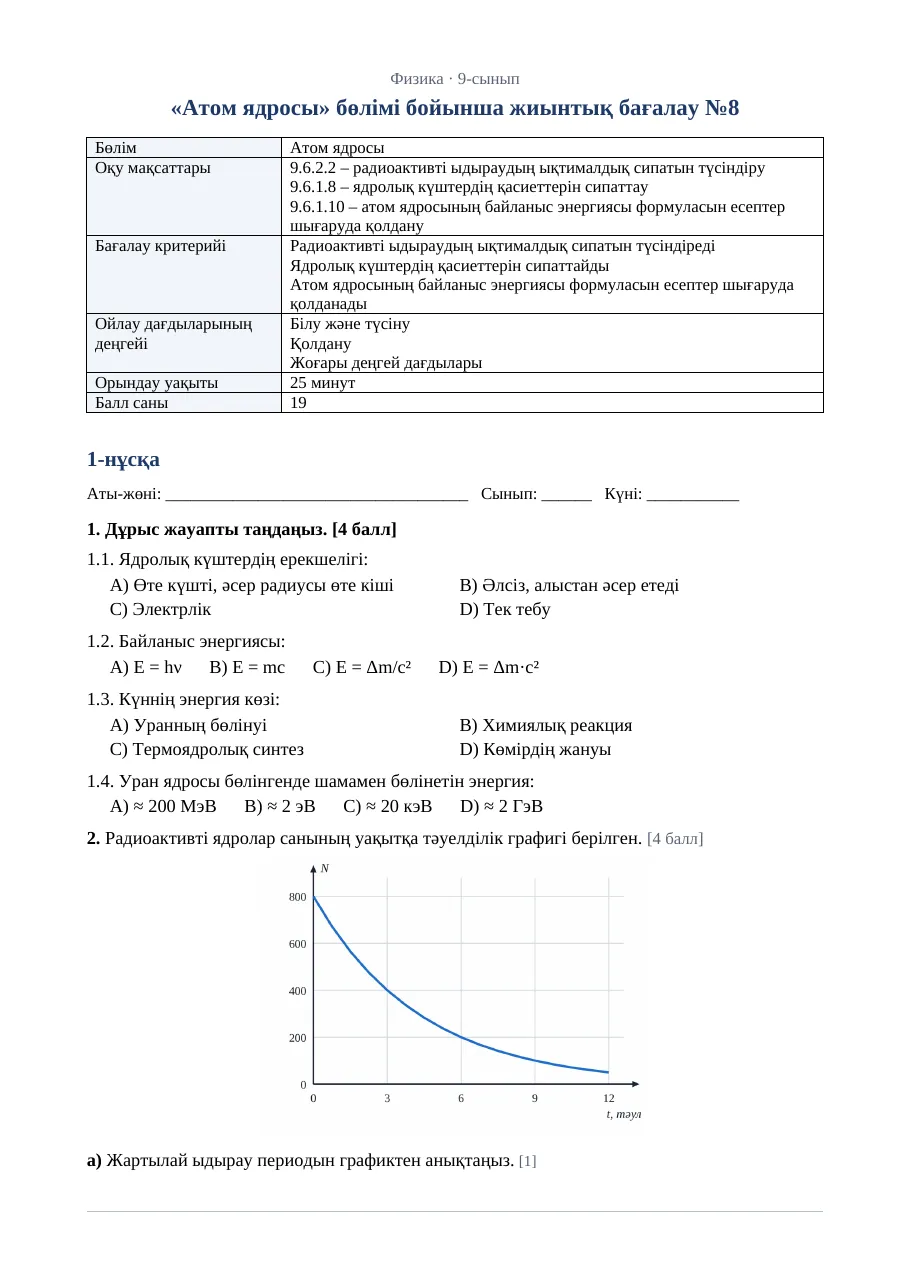 Физика · 9-сынып
«Атом ядросы» бөлімі бойынша жиынтық бағалау №8
Бөлім Атом ядросы
Оқу мақсаттары 9.6.2.2 – радиоактивті ыдыраудың ықтималдық сипатын түсіндіру
9.6.1.8 – ядролық күштердің қасиеттерін сипаттау
9.6.1.10 – атом ядросының байланыс энергиясы формуласын есептер
шығаруда қолдану
Бағалау критерийі Радиоактивті ыдыраудың ықтималдық сипатын түсіндіреді
Ядролық күштердің қасиеттерін сипаттайды
Атом ядросының байланыс энергиясы формуласын есептер шығаруда
қолданады
Ойлау дағдыларының Білу және түсіну
деңгейі Қолдану
Жоғары деңгей дағдылары
Орындау уақыты 25 минут
Балл саны 19
1-нұсқа
Аты-жөні: ____________________________________ Сынып: ______ Күні: ___________
1. Дұрыс жауапты таңдаңыз. [4 балл]
1.1. Ядролық күштердің ерекшелігі:
A) Өте күшті, әсер радиусы өте кіші B) Әлсіз, алыстан әсер етеді
C) Электрлік D) Тек тебу
1.2. Байланыс энергиясы:
A) E = hν B) E = mc C) E = Δm/c² D) E = Δm·c²
1.3. Күннің энергия көзі:
A) Уранның бөлінуі B) Химиялық реакция
C) Термоядролық синтез D) Көмірдің жануы
1.4. Уран ядросы бөлінгенде шамамен бөлінетін энергия:
A) ≈ 200 МэВ B) ≈ 2 эВ C) ≈ 20 кэВ D) ≈ 2 ГэВ
2. Радиоактивті ядролар санының уақытқа тәуелділік графигі берілген. [4 балл]
N
800
600
400
200
0
0 3 6 9 12
t, тәул
а) Жартылай ыдырау периодын графиктен анықтаңыз. [1]